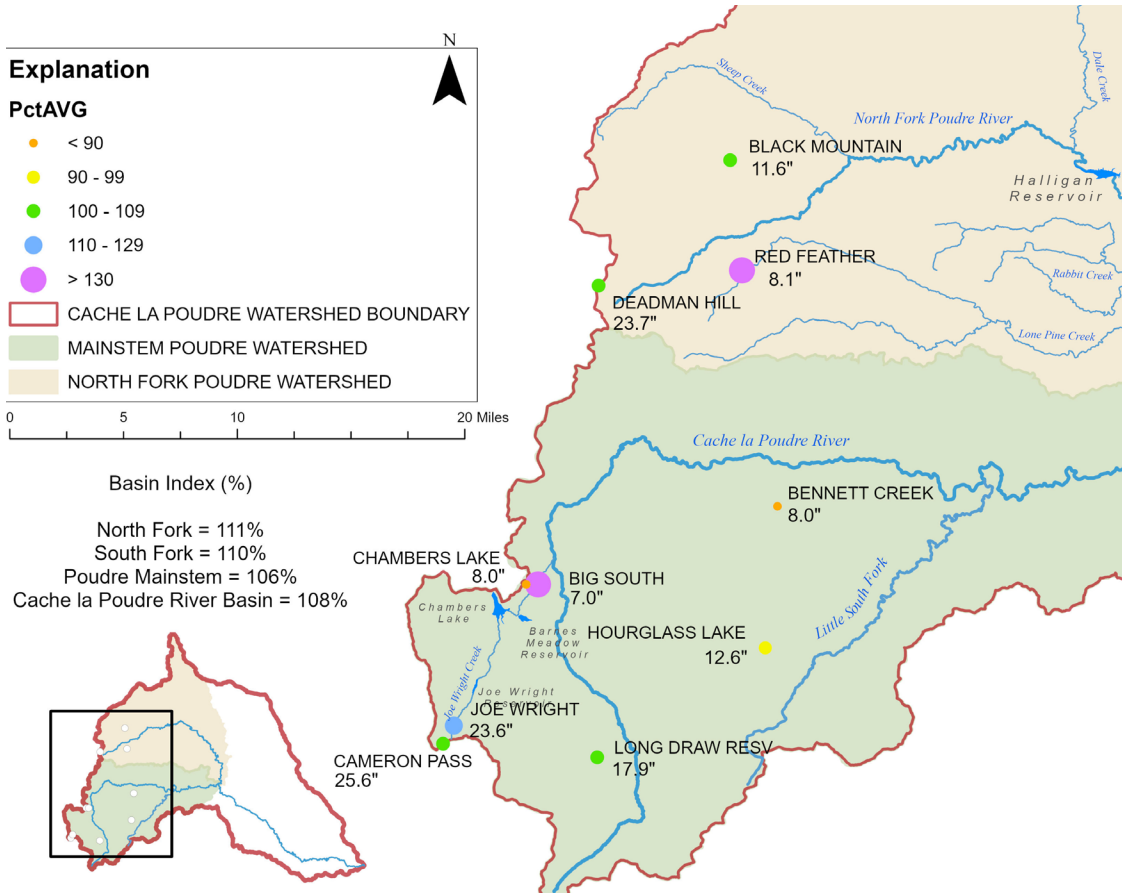 N
Explanation
PctAVG
< 90
90 - 99
100 - 109
110 - 129
> 130
CACHE LA POUDRE WATERSHED BOUNDARY
MAINSTEM POUDRE WATERSHED
NORTH FORK POUDRE WATERSHED
0 5 10 20 Miles
Basin Index (%)
North Fork = 111%
South Fork = 110%
Poudre Mainstem = 106%
Cache la Poudre River Basin = 108%
Sheep Creek
Dale Creek
North Fork Poudre River
BLACK MOUNTAIN
11.6"
Halligan
Reservoir
RED FEATHER
8.1"
Rabbit Creek
DEADMAN HILL
23.7"
Lone Pine Creek
Cache la Poudre River
BENNETT CREEK
8.0"
CHAMBERS LAKE
8.0"
BIG SOUTH
7.0"
Chambers
Lake
Barnes
Meadow
Reservoir
Little South Fork
HOURGLASS LAKE
12.6"
Joe Wright Creek
Joe Wright
Reservoir
JOE WRIGHT
23.6"
CAMERON PASS
25.6"
LONG DRAW RESV
17.9"